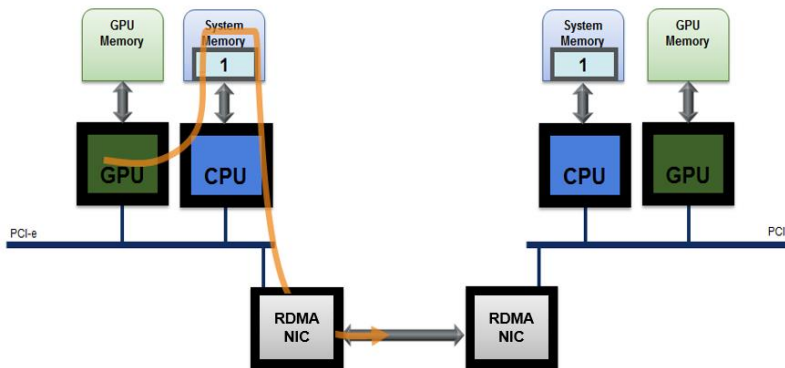 GPU
Memory
System
Memory
1
System
Memory
1
GPU
Memory
GPU
CPU
CPU
GPU
PCI-e
PCI
RDMA
NIC
RDMA
NIC